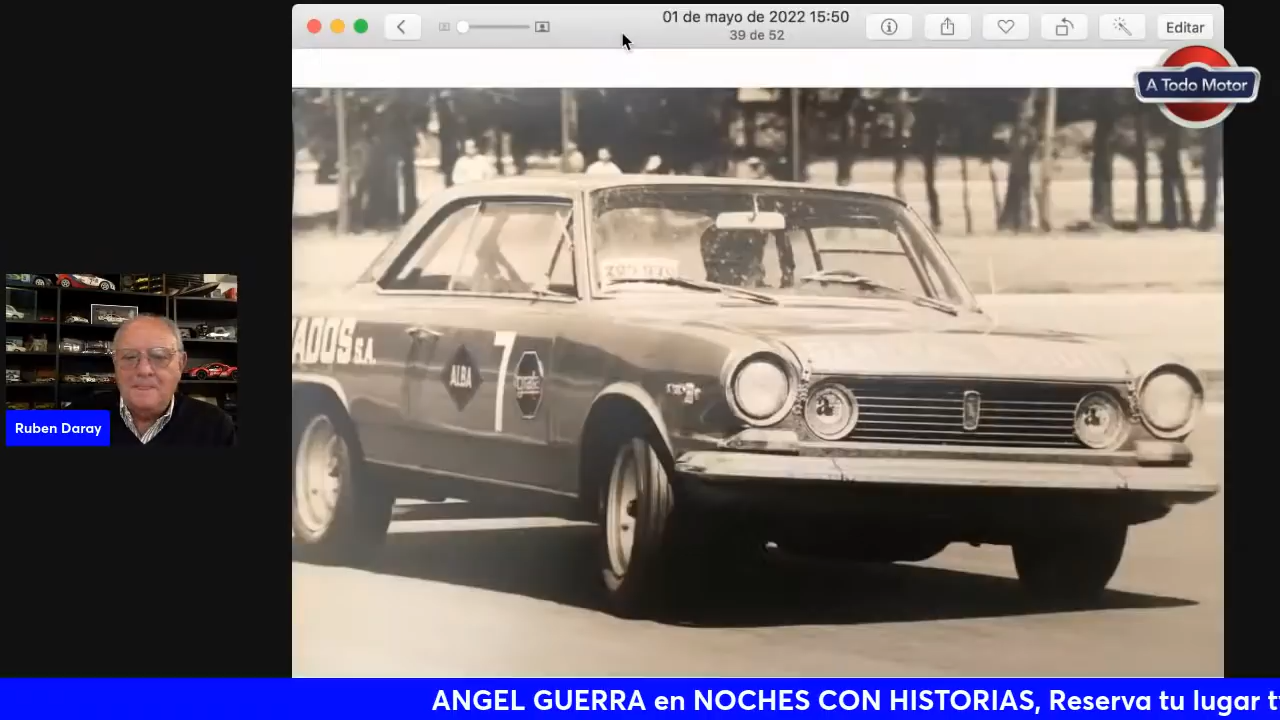 01 de mayo de 2022 15:50
39 de 52
Editar
A Todo Motor
ADOS S.A.
ALBA
7
Ruben Daray
ANGEL GUERRA en NOCHES CON HISTORIAS, Reserva tu lugar t